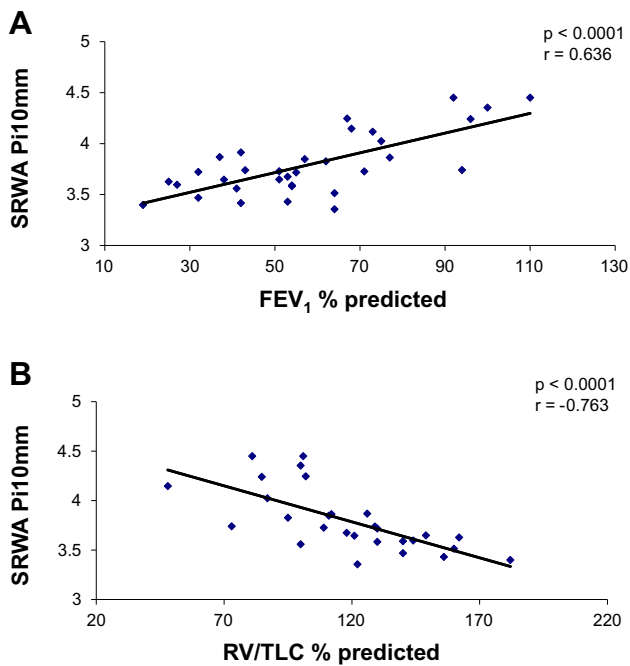 A
p < 0.0001
r = 0.636
SRWA Pi10mm
5
4.5
4
3.5
3
10 30 50 70 90 110 130
FEV1 % predicted
B
p < 0.0001
r = -0.763
SRWA Pi10mm
5
4.5
4
3.5
3
20 70 120 170 220
RV/TLC % predicted